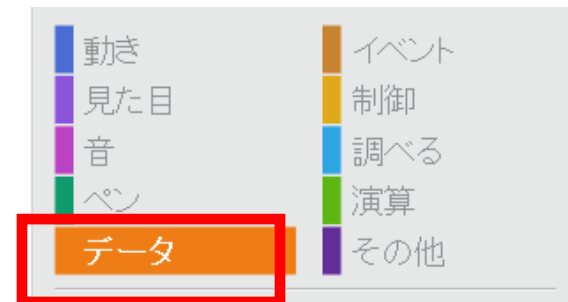 動き
見た目
音
ペン
データ
イベント
制御
調べる
演算
その他